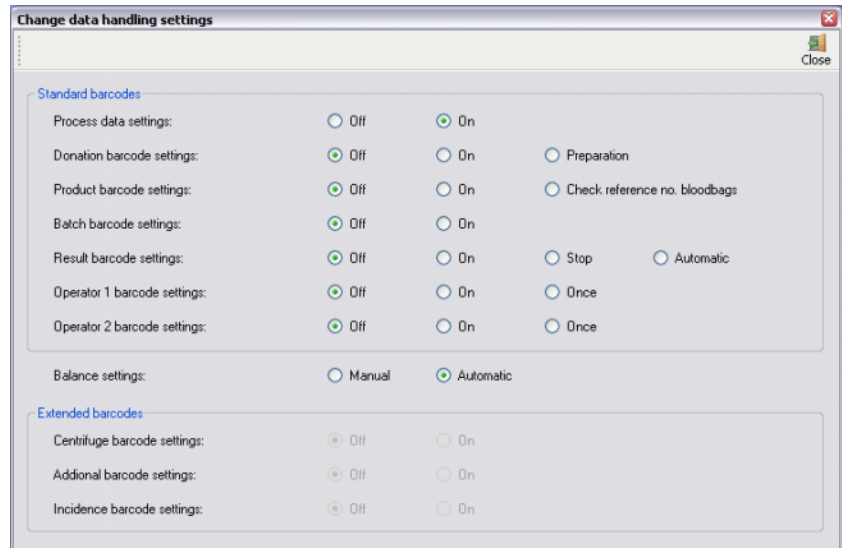 Change data handling settings
Close
Standard barcodes
Process data settings: Off On
Donation barcode settings: Off On Preparation
Product barcode settings: Off On Check reference no. bloodbags
Batch barcode settings: Off On
Result barcode settings: Off On Stop Automatic
Operator 1 barcode settings: Off On Once
Operator 2 barcode settings: Off On Once
Balance settings: Manual Automatic
Extended barcodes
Centrifuge barcode settings: Off On
Addional barcode settings: Off On
Incidence barcode settings: Off On